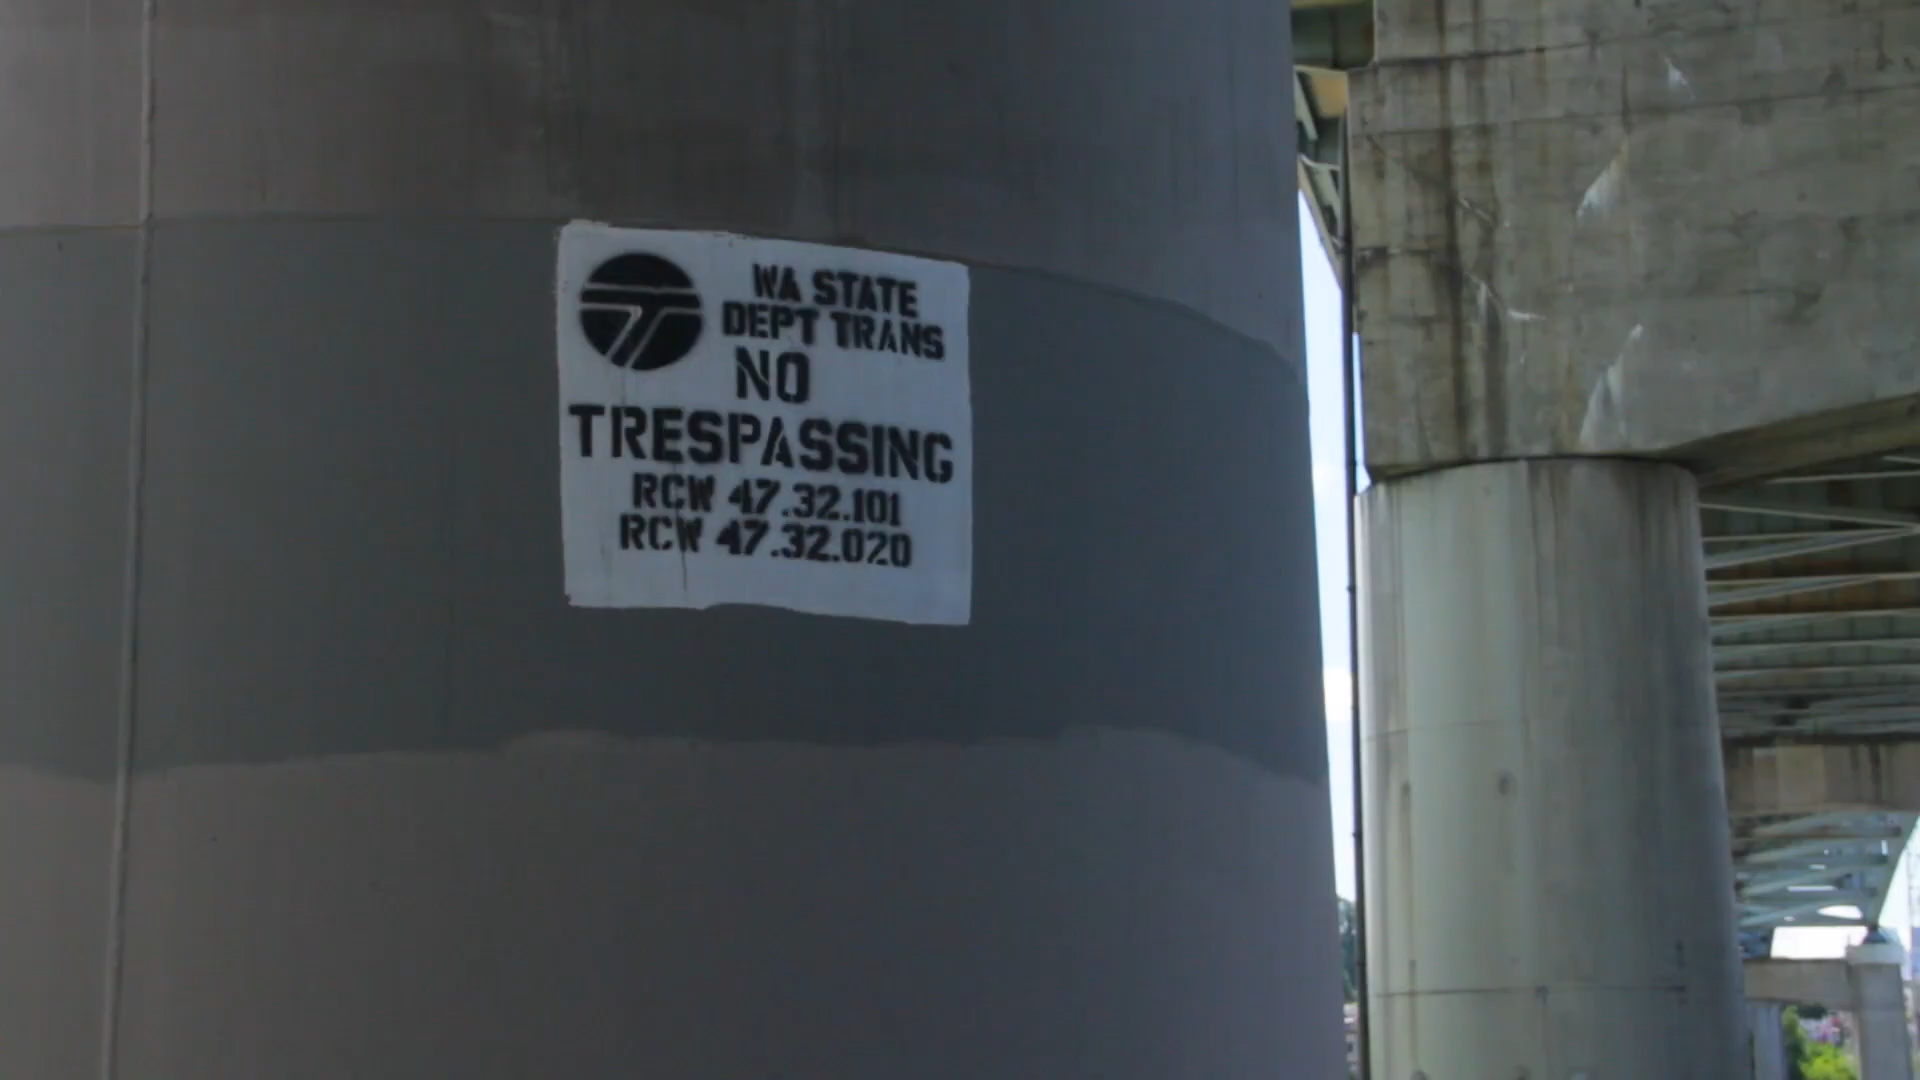 WA STATE
DEPT TRANS
NO
TRESPASSING
RCW 47.32.101
RCW 47.32.020